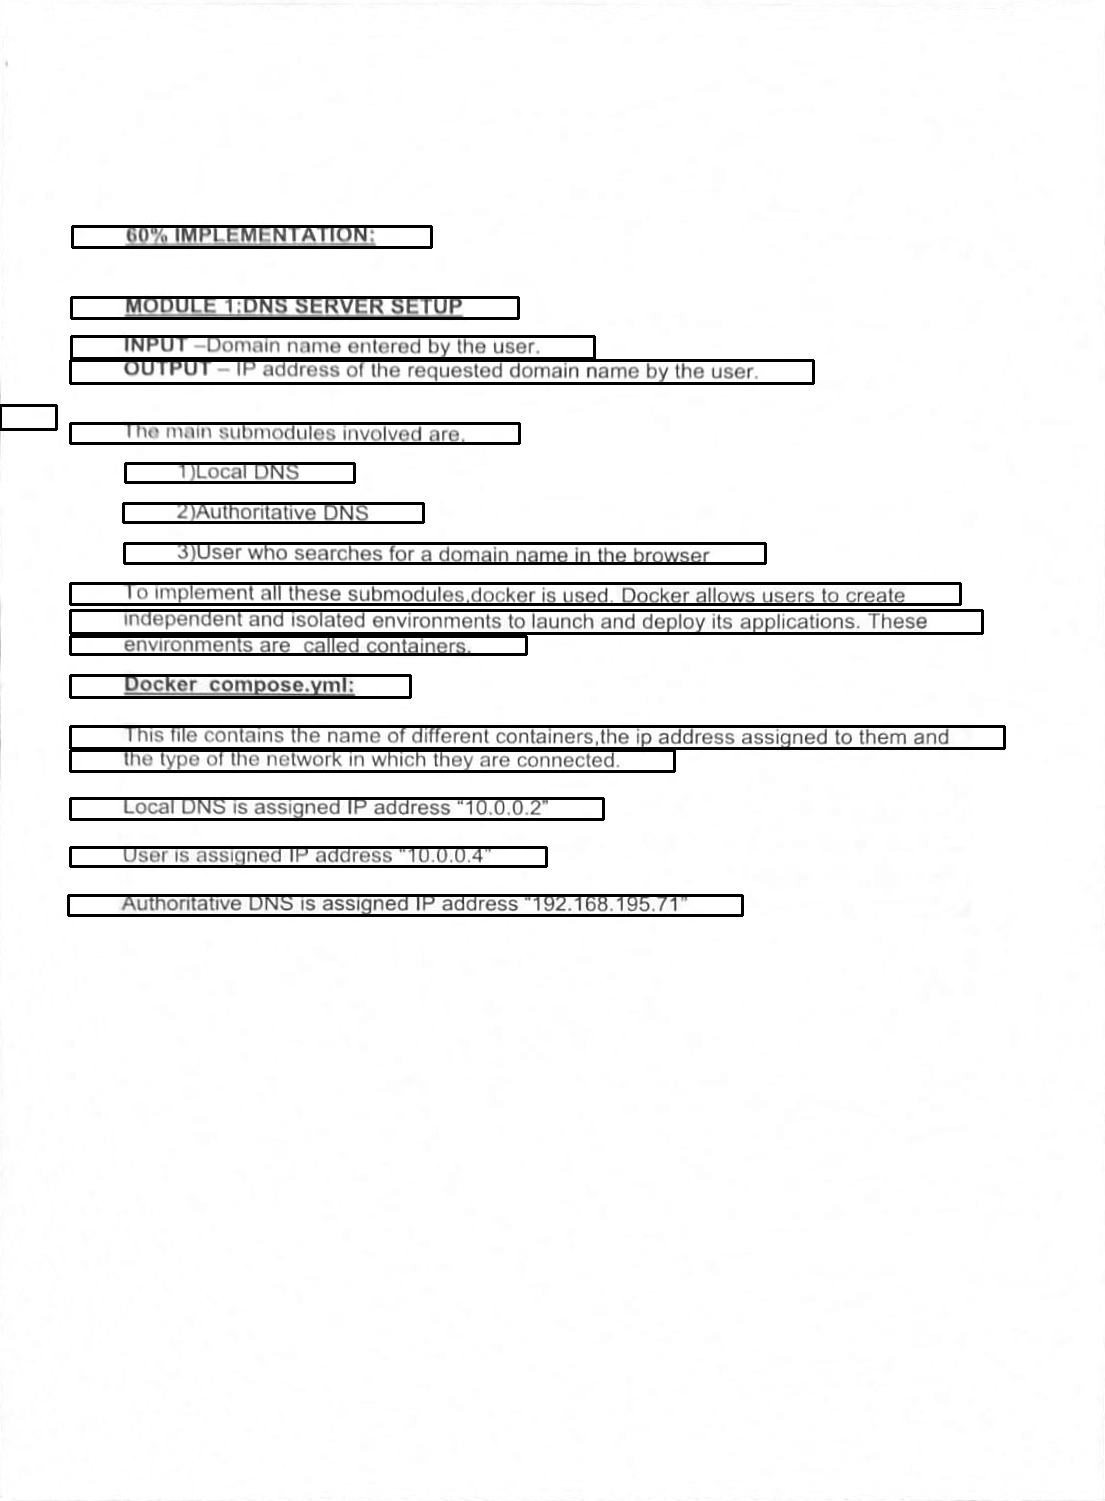 60% IMPLEMENTATION:
MODULE 1:DNS SERVER SETUP
INPUT –Domain name entered by the user.
OUTPUT – IP address of the requested domain name by the user.
The main submodules involved are,
1)Local DNS
2)Authoritative DNS
3)User who searches for a domain name in the browser
To implement all these submodules,docker is used. Docker allows users to create
independent and isolated environments to launch and deploy its applications. These
environments are  called containers.
Docker  compose.yml:
This file contains the name of different containers,the ip address assigned to them and
the type of the network in which they are connected.
Local DNS is assigned IP address “10.0.0.2”
User is assigned IP address “10.0.0.4”
Authoritative DNS is assigned IP address “192.168.195.71”